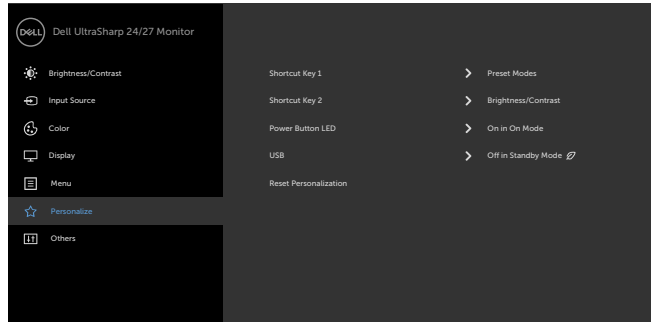 DELL Dell UltraSharp 24/27 Monitor
Brightness/Contrast Shortcut Key 1 Preset Modes
Input Source Shortcut Key 2 Brightness/Contrast
Color Power Button LED On in On Mode
Display USB Off in Standby Mode
Menu Reset Personalization
Personalize
Others